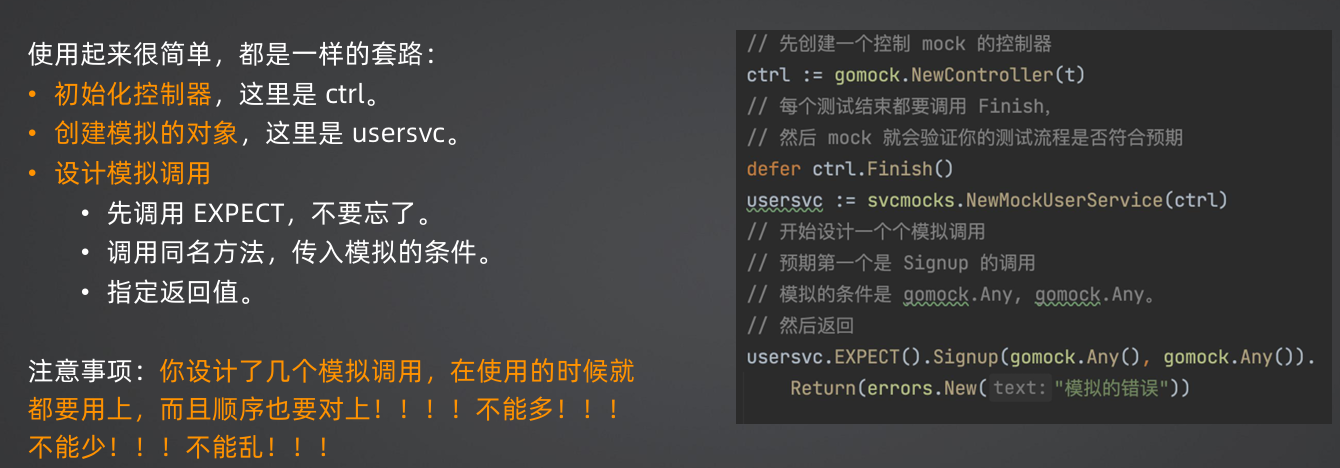 使用起来很简单，都是一样的套路：
• 初始化控制器，这里是 ctrl。
• 创建模拟的对象，这里是 usersvc。
• 设计模拟调用
• 先调用 EXPECT，不要忘了。
• 调用同名方法，传入模拟的条件。
• 指定返回值。
注意事项：你设计了几个模拟调用，在使用的时候就
都要用上，而且顺序也要对上！！！！不能多！！！
不能少！！！不能乱！！！
// 先创建一个控制 mock 的控制器
ctrl := gomock.NewController(t)
// 每个测试结束都要调用 Finish，
// 然后 mock 就会验证你的测试流程是否符合预期
defer ctrl.Finish()
usersvc := svcmocks.NewMockUserService(ctrl)
// 开始设计一个个模拟调用
// 预期第一个是 Signup 的调用
// 模拟的条件是 gomock.Any, gomock.Any。
// 然后返回
usersvc.EXPECT().Signup(gomock.Any(), gomock.Any()).
Return(errors.New( text: "模拟的错误"))